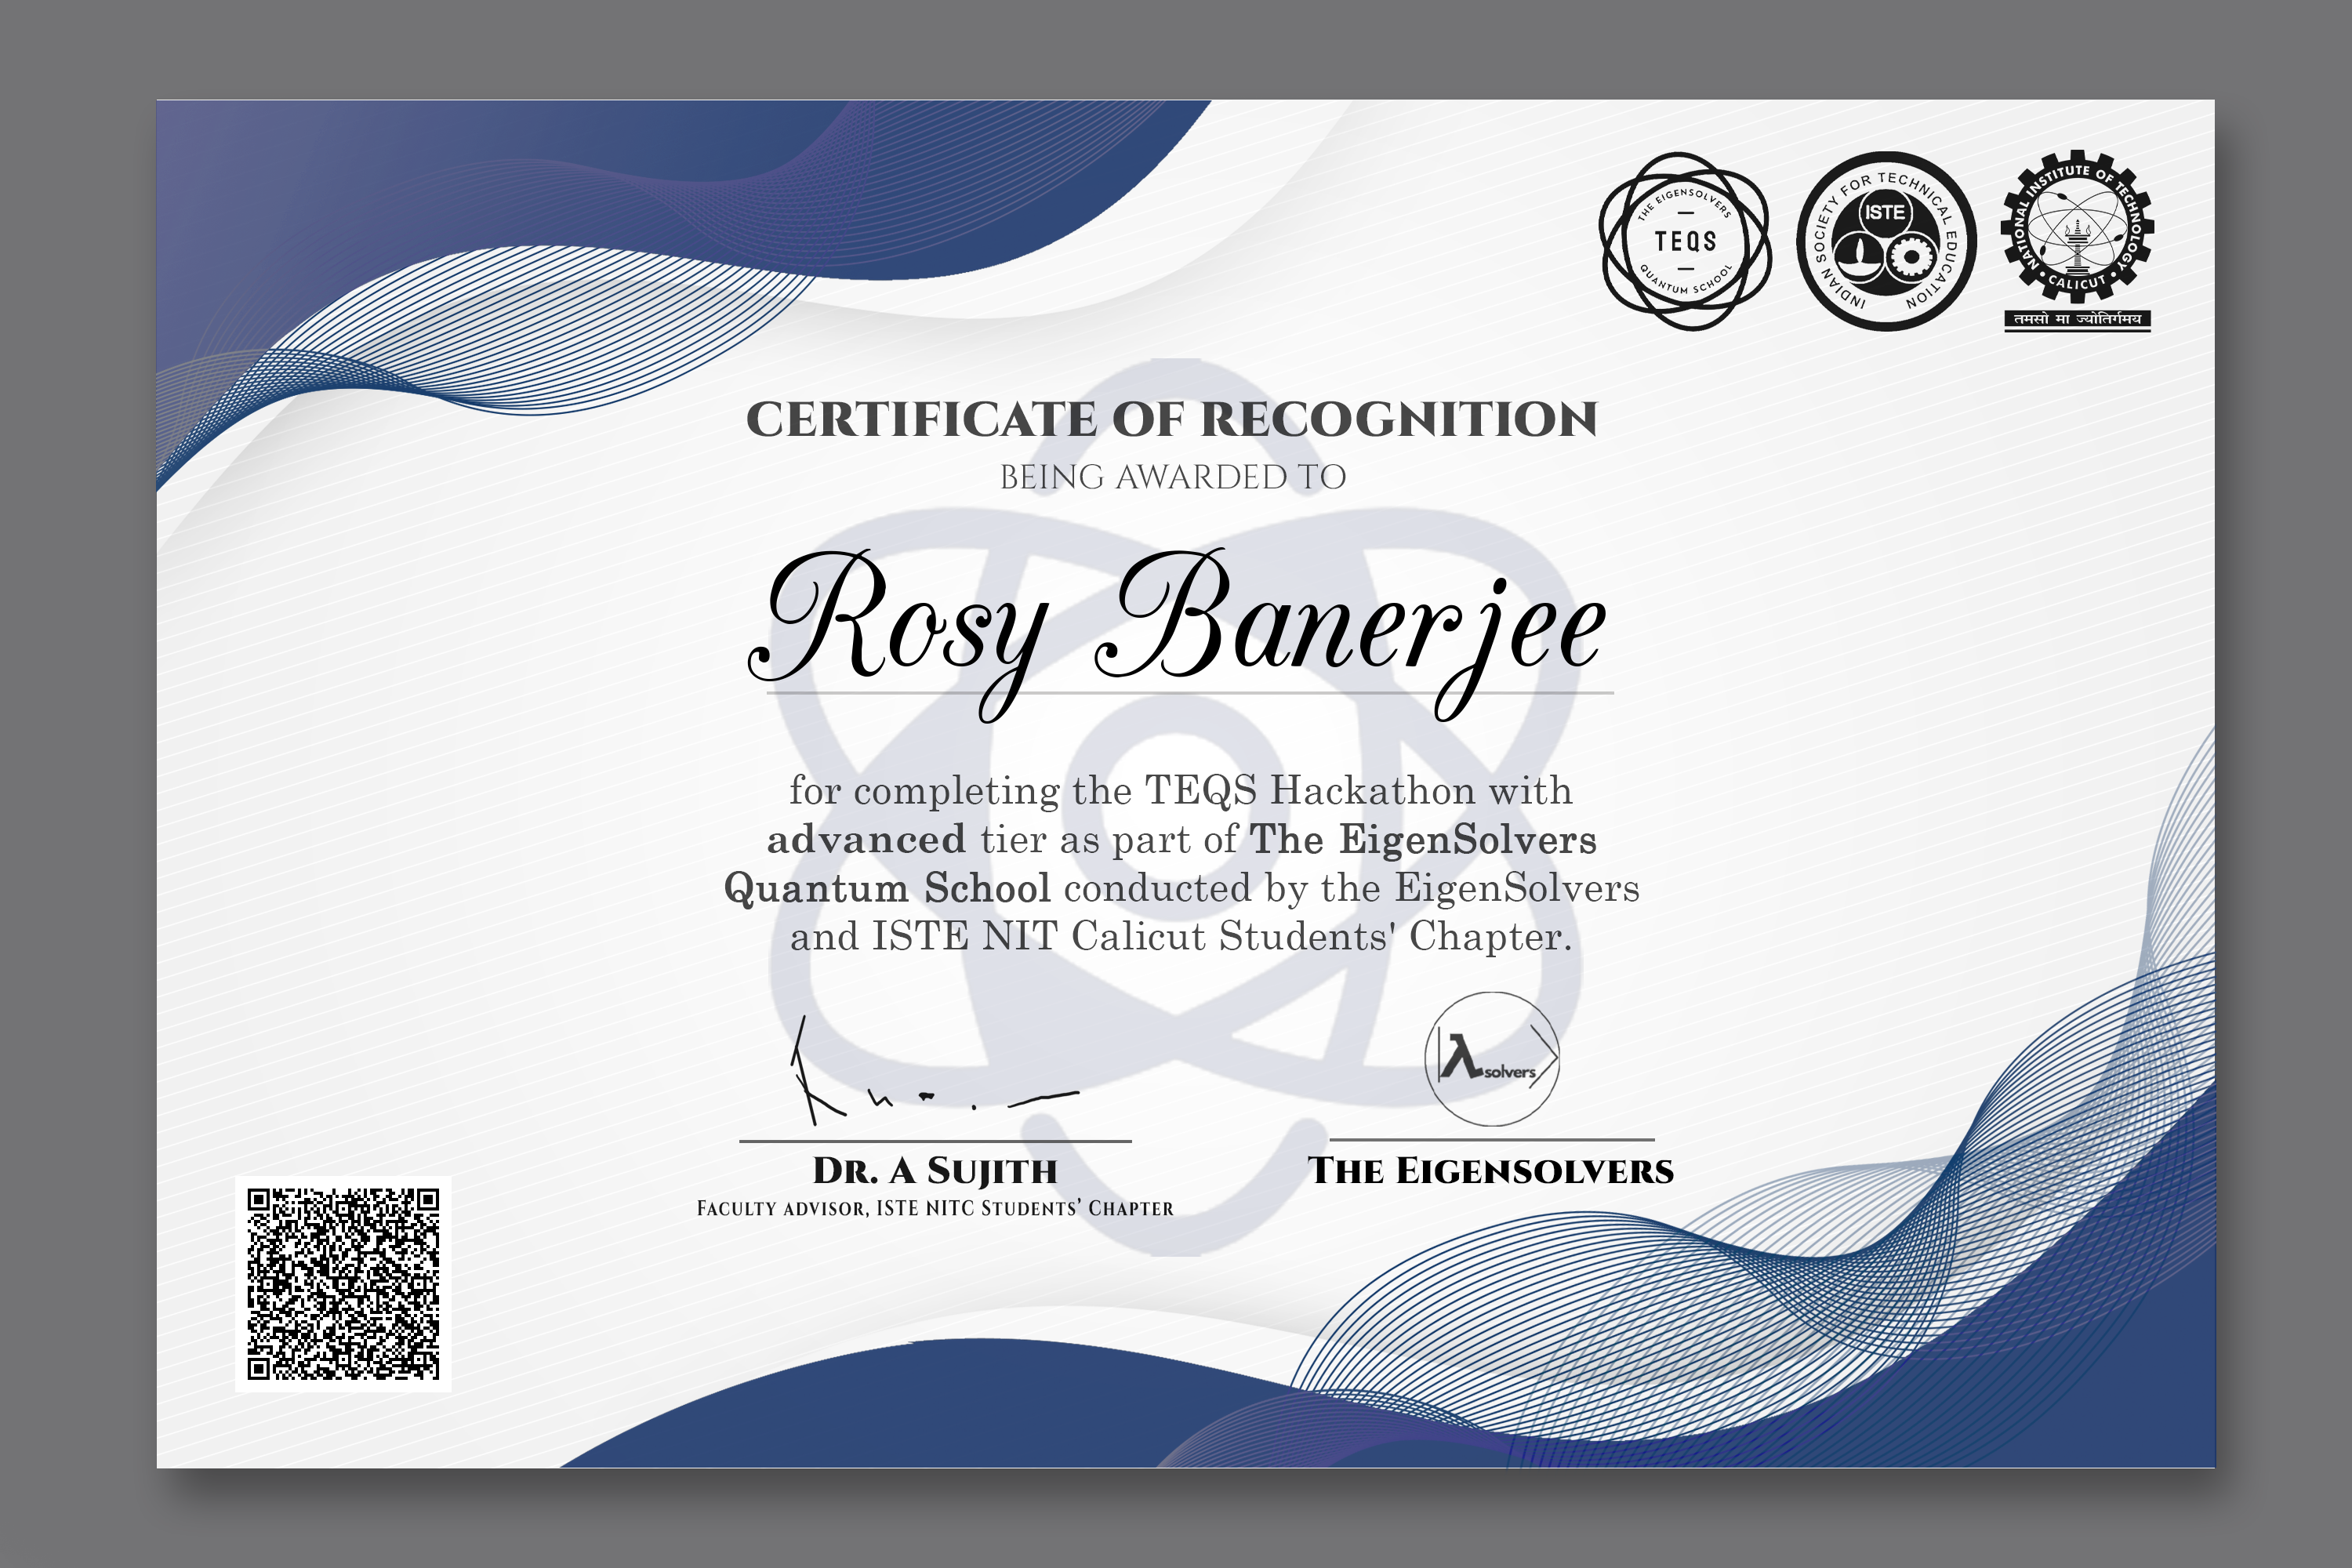 THE EIGENSOLVERS
TEQS
QUANTUM SCHOOL
INDIAN SOCIETY FOR TECHNICAL EDUCATION
ISTE
NATIONAL INSTITUTE OF TECHNOLOGY
• CALICUT •
तमसो मा ज्योतिर्गमय
CERTIFICATE OF RECOGNITION
BEING AWARDED TO
Rosy Banerjee
for completing the TEQS Hackathon with
advanced tier as part of The EigenSolvers
Quantum School conducted by the EigenSolvers
and ISTE NIT Calicut Students' Chapter.
λsolvers
DR. A SUJITH
FACULTY ADVISOR, ISTE NITC STUDENTS' CHAPTER
THE EIGENSOLVERS